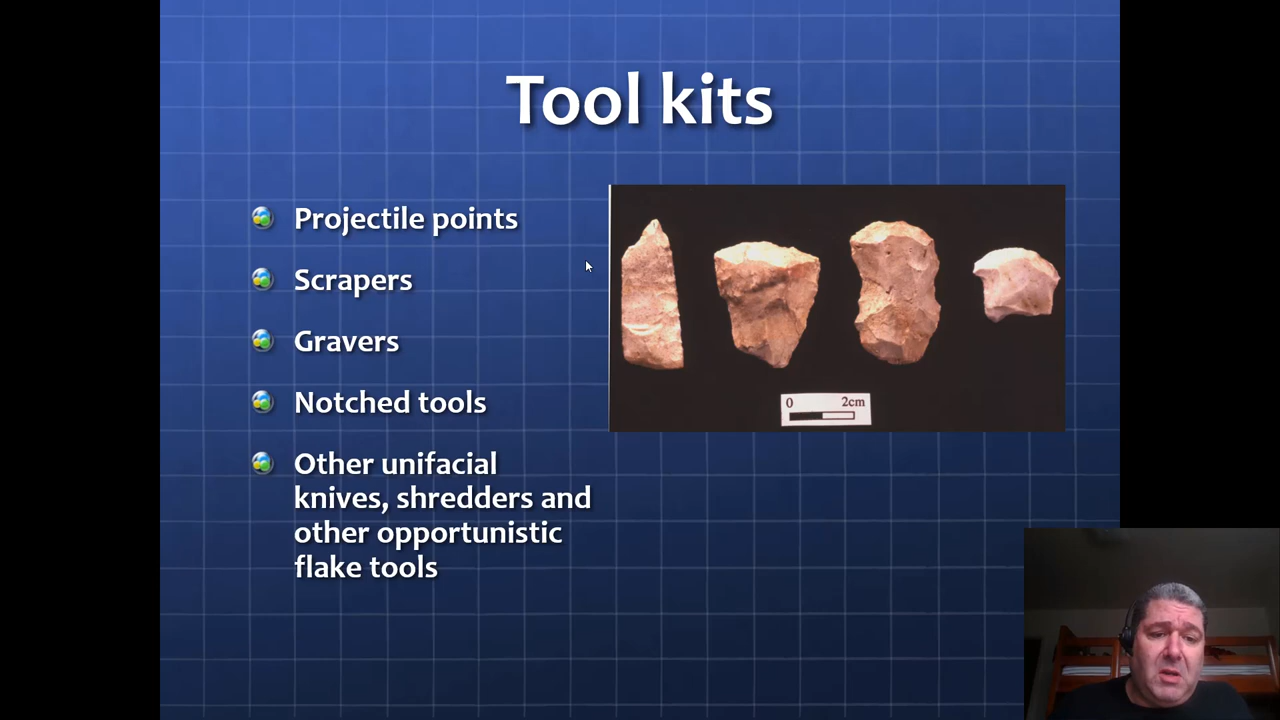 Tool kits
Projectile points
Scrapers
Gravers
Notched tools
Other unifacial
knives, shredders and
other opportunistic
flake tools
0 2cm